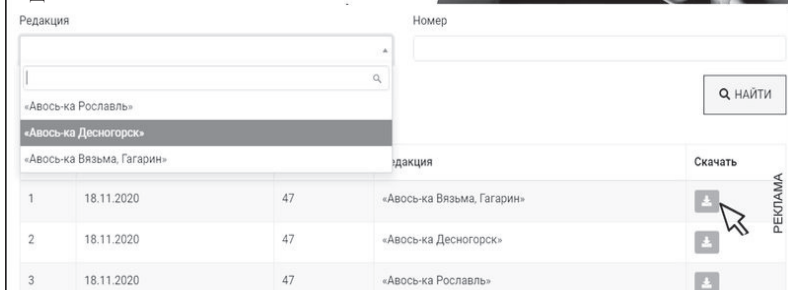 Редакция
Номер
«Авось-ка Рославль»
«Авось-ка Десногорск»
«Авось-ка Вязьма, Гагарин»
НАЙТИ
Скачать
1 18.11.2020 47 «Авось-ка Вязьма, Гагарин»
2 18.11.2020 47 «Авось-ка Десногорск»
3 18.11.2020 47 «Авось-ка Рославль»
РЕКЛАМА